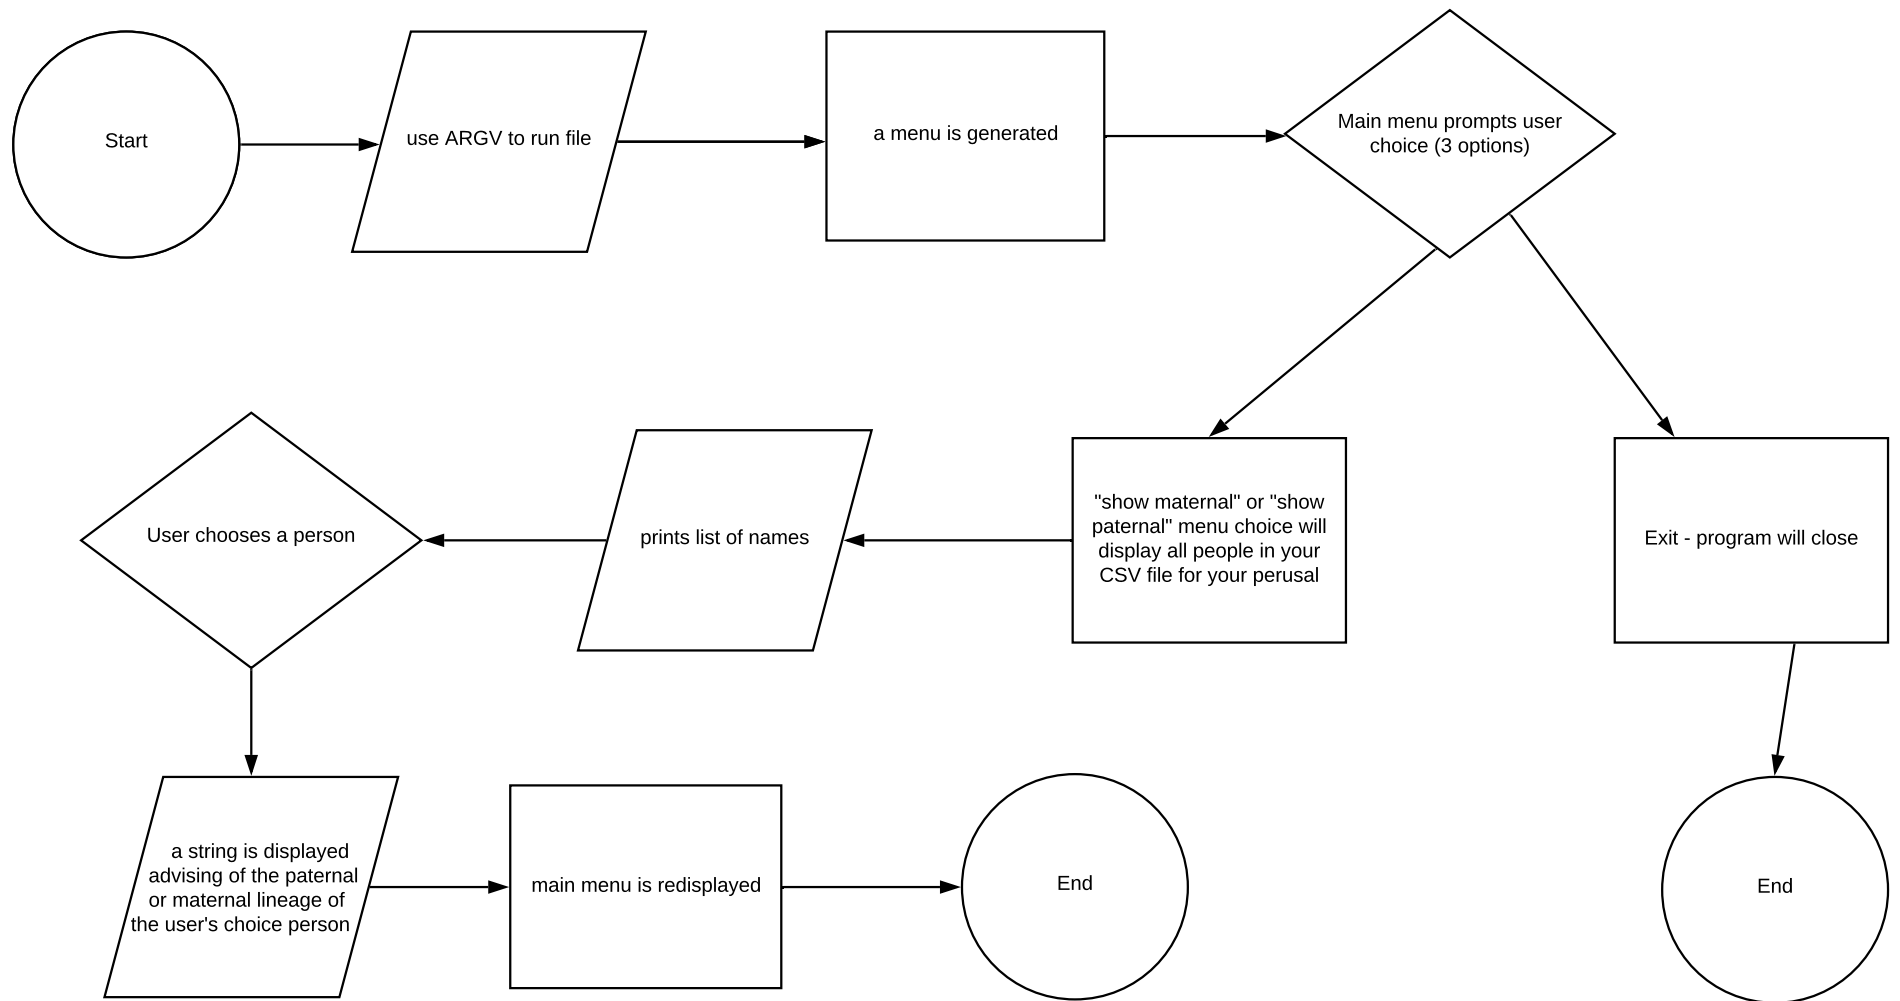 Start
use ARGV to run file
a menu is generated
Main menu prompts user
choice (3 options)
User chooses a person
prints list of names
"show maternal" or "show
paternal" menu choice will
display all people in your
CSV file for your perusal
Exit - program will close
a string is displayed
advising of the paternal
or maternal lineage of
the user's choice person
main menu is redisplayed
End
End